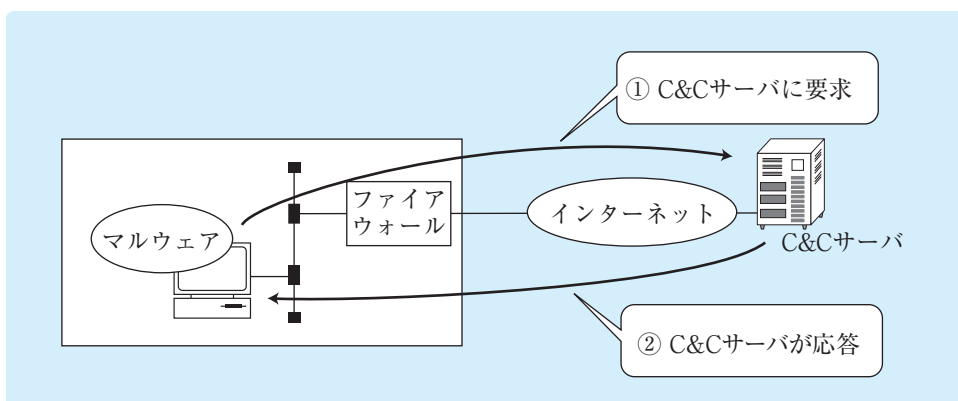 ① C&Cサーバに要求
ファイア
ウォール
インターネット
マルウェア
C&Cサーバ
② C&Cサーバが応答